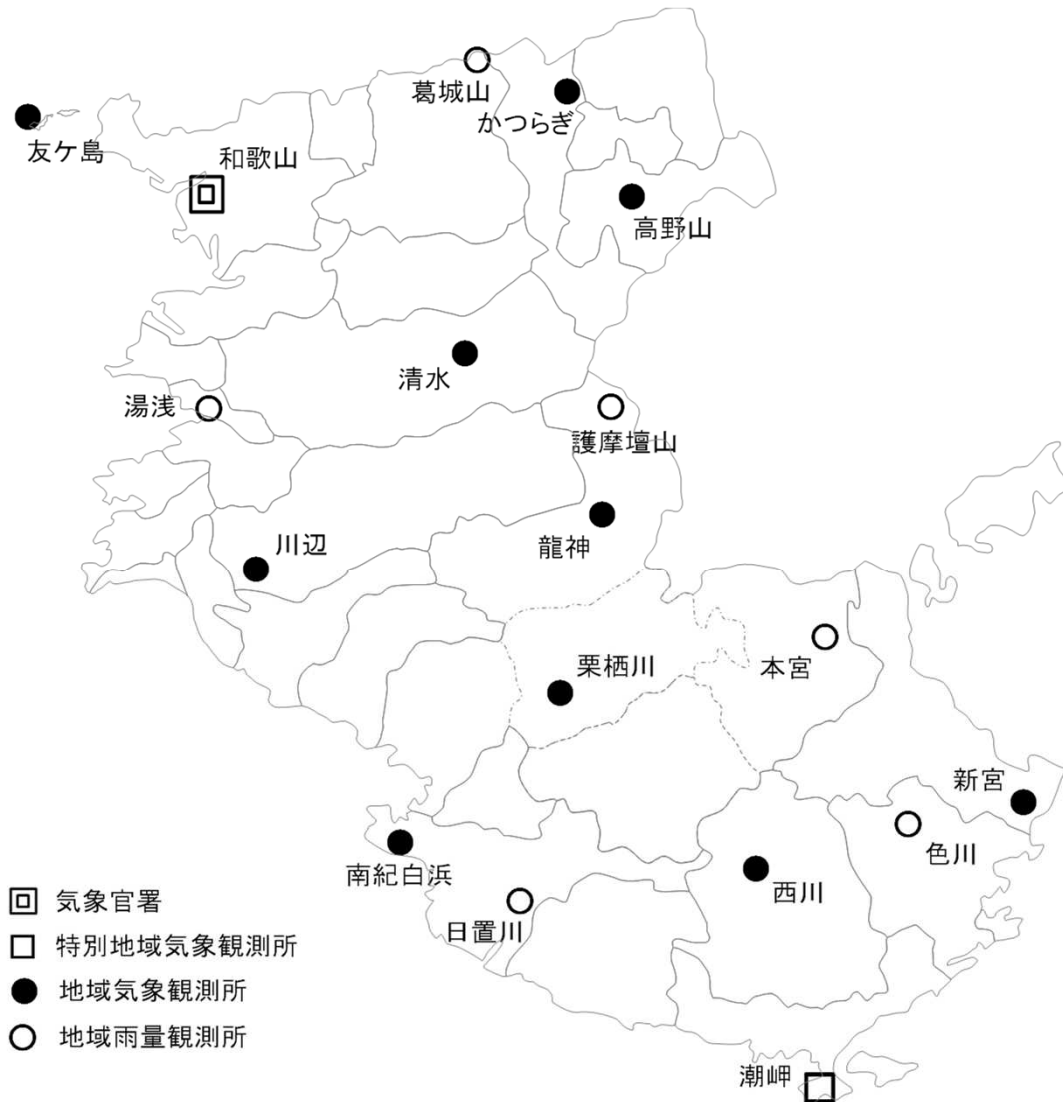 葛城山
かつらぎ
友ケ島
和歌山
高野山
清水
湯浅
護摩壇山
川辺
龍神
栗栖川
本宮
新宮
色川
南紀白浜
西川
日置川
気象官署
特別地域気象観測所
地域気象観測所
地域雨量観測所
潮岬